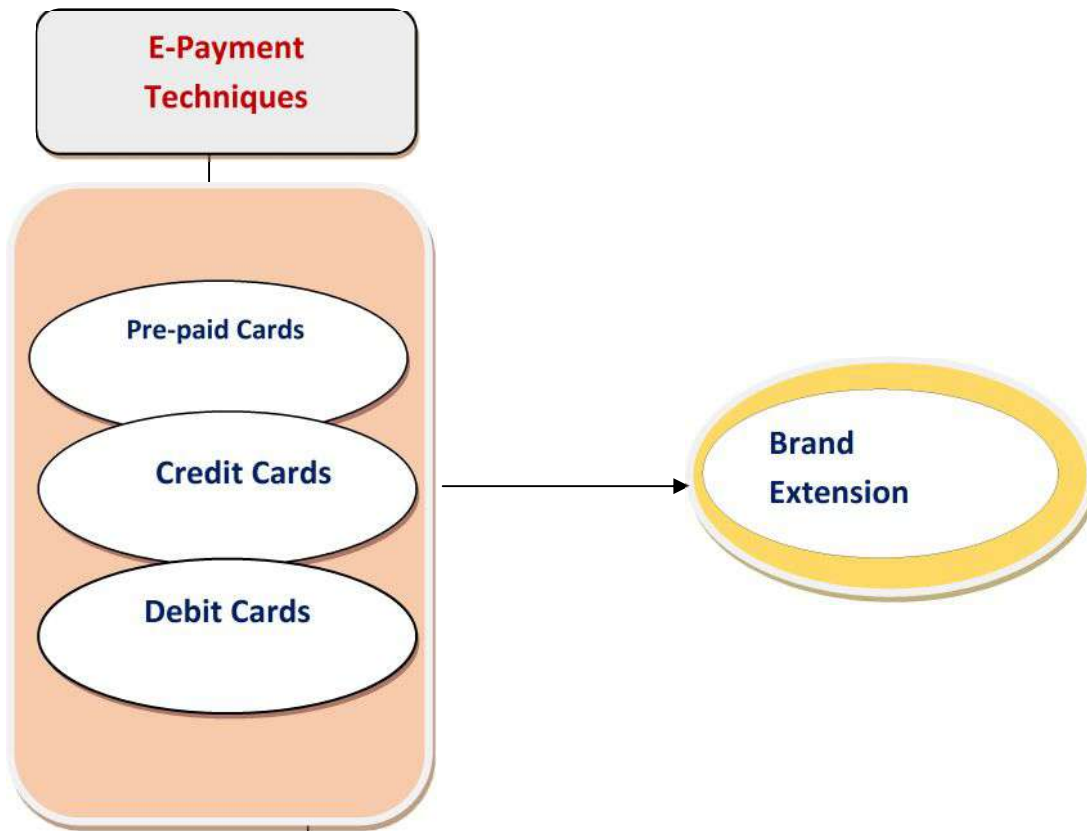 E-Payment
Techniques
Pre-paid Cards
Credit Cards
Debit Cards
Brand
Extension